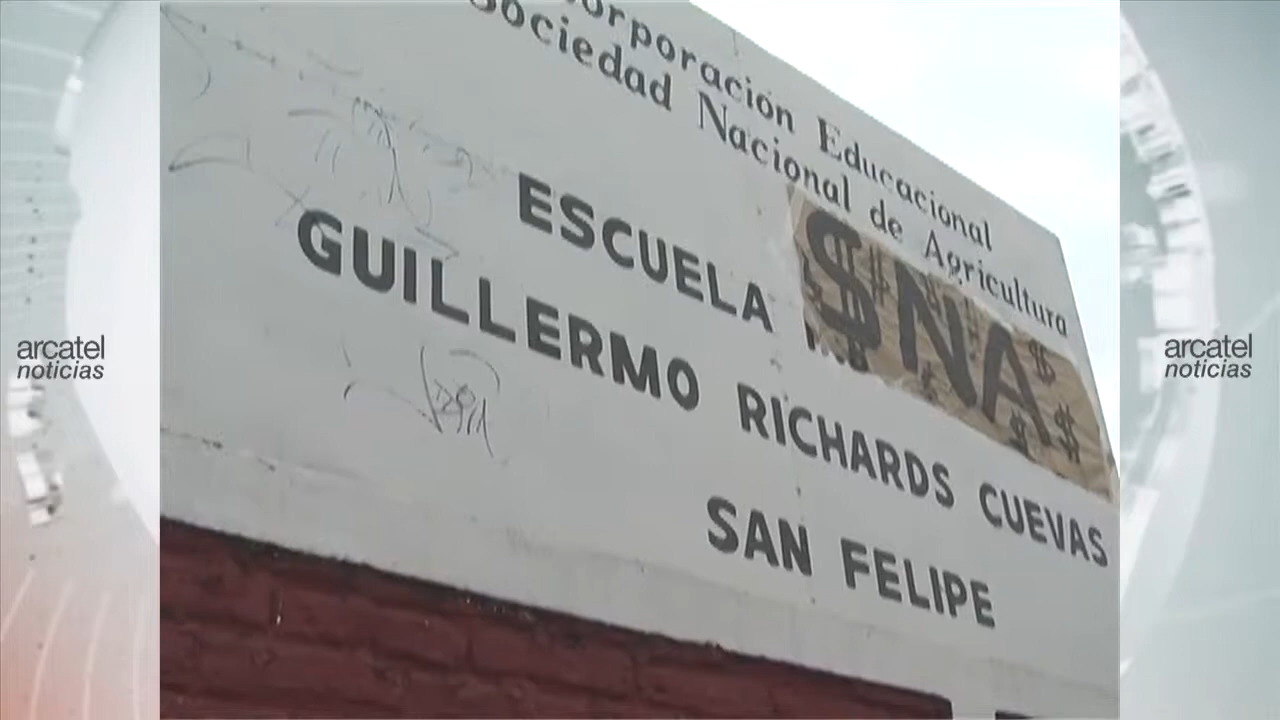 Corporación Educacional
Sociedad Nacional de Agricultura
ESCUELA $NA
GUILLERMO RICHARDS CUEVAS
SAN FELIPE
arcatel
noticias
arcatel
noticias